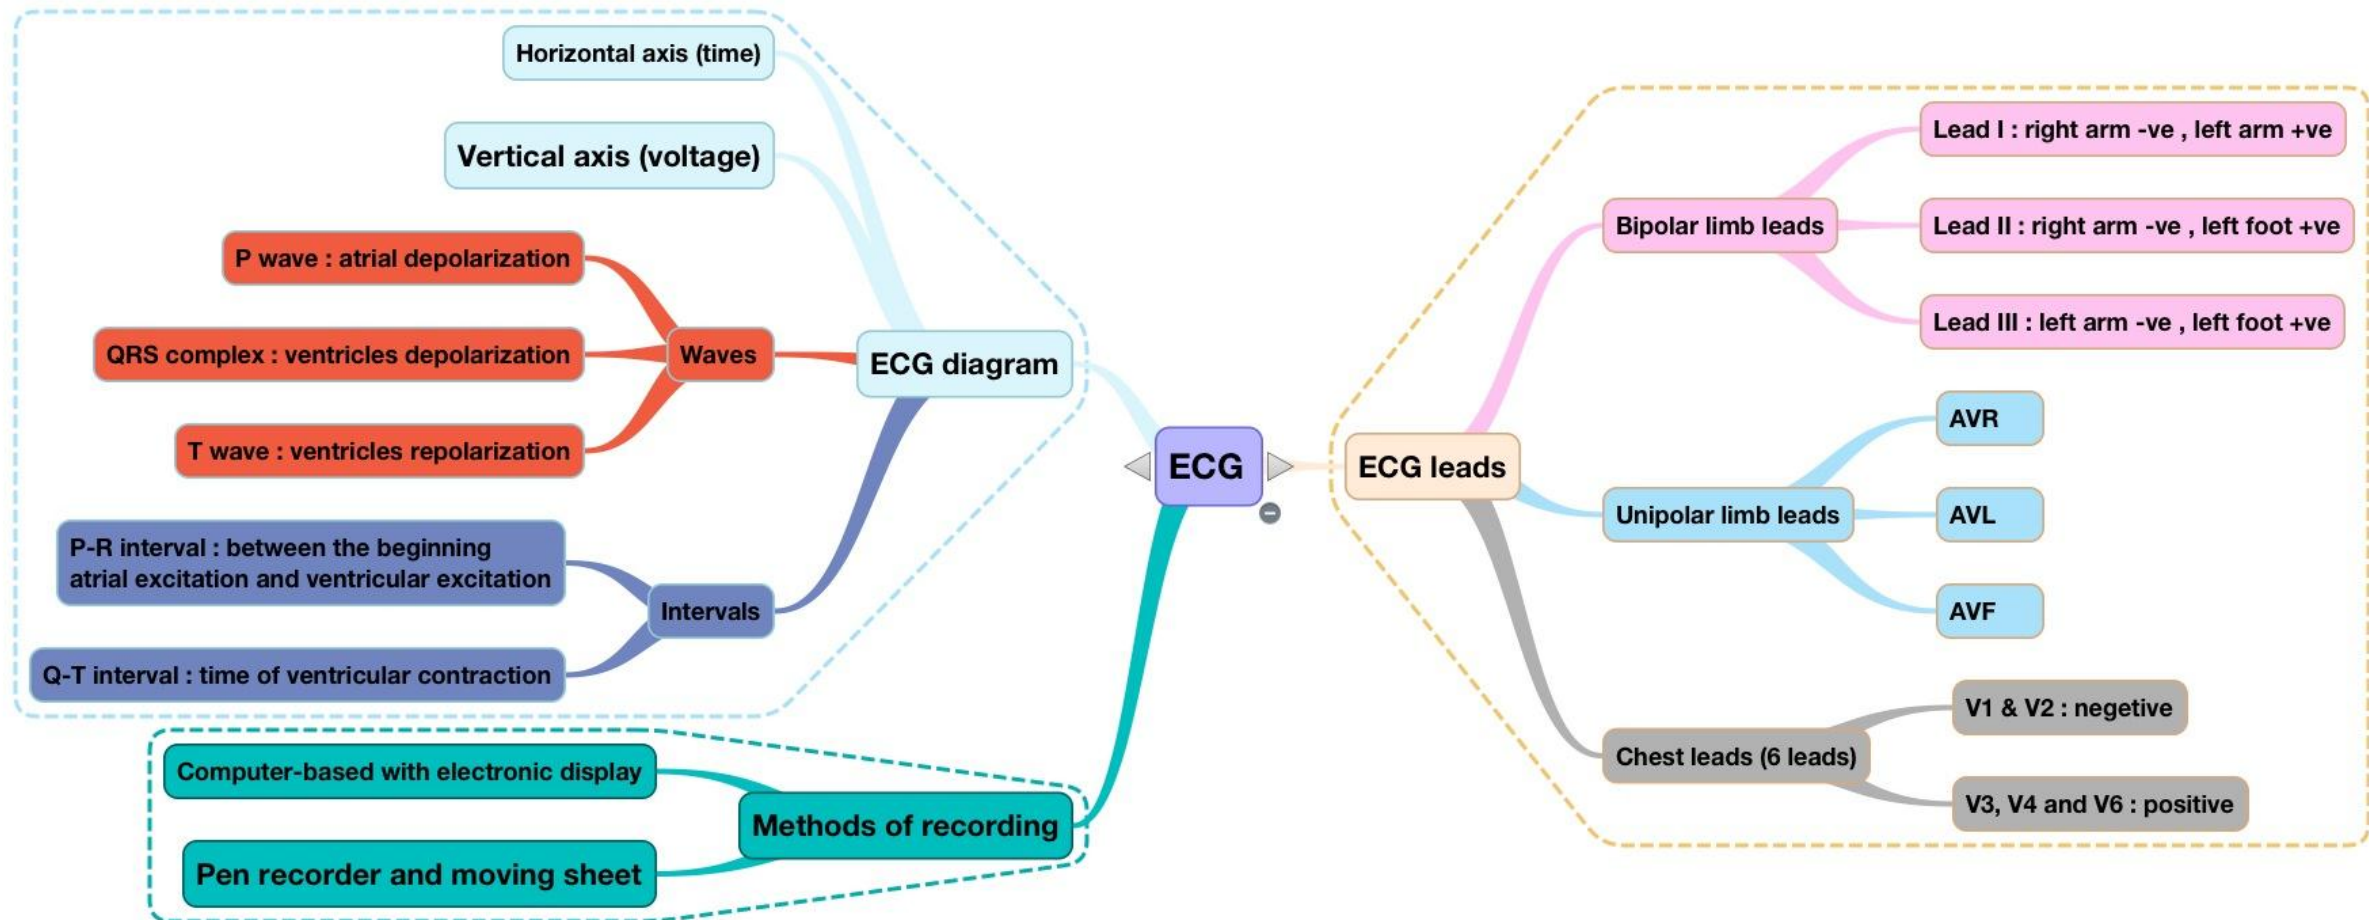 Horizontal axis (time)
Vertical axis (voltage)
P wave : atrial depolarization
QRS complex : ventricles depolarization
Waves
ECG diagram
T wave : ventricles repolarization
P-R interval : between the beginning
atrial excitation and ventricular excitation
Intervals
Q-T interval : time of ventricular contraction
Computer-based with electronic display
Methods of recording
Pen recorder and moving sheet
ECG
ECG leads
Bipolar limb leads
Lead I : right arm -ve , left arm +ve
Lead II : right arm -ve , left foot +ve
Lead III : left arm -ve , left foot +ve
Unipolar limb leads
AVR
AVL
AVF
Chest leads (6 leads)
V1 & V2 : negetive
V3, V4 and V6 : positive